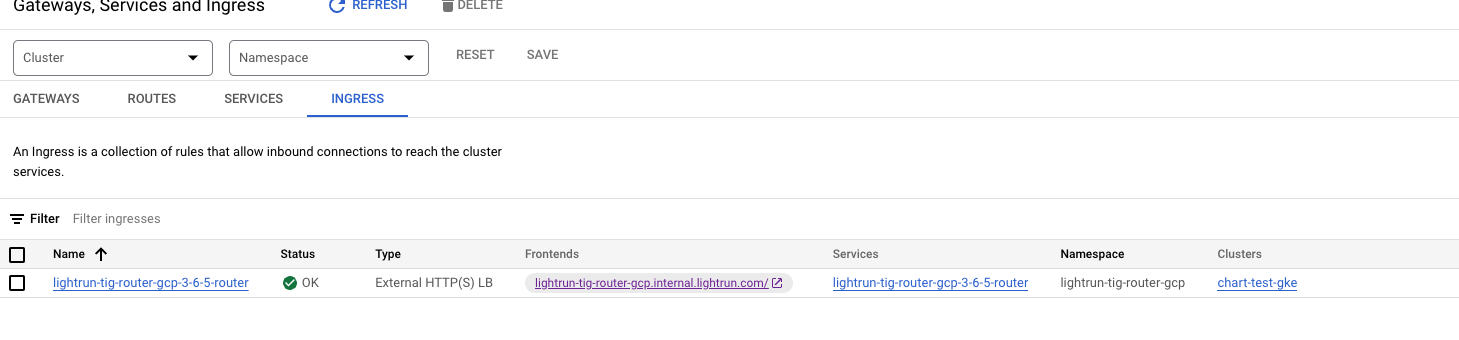 Gateways, Services and Ingress REFRESH DELETE
Cluster Namespace RESET SAVE
GATEWAYS ROUTES SERVICES INGRESS
An Ingress is a collection of rules that allow inbound connections to reach the cluster
services.
Filter Filter ingresses
Name Status Type Frontends Services Namespace Clusters
lightrun-tig-router-gcp-3-6-5-router OK External HTTP(S) LB lightrun-tig-router-gcp.internal.lightrun.com/ lightrun-tig-router-gcp-3-6-5-router lightrun-tig-router-gcp chart-test-gke